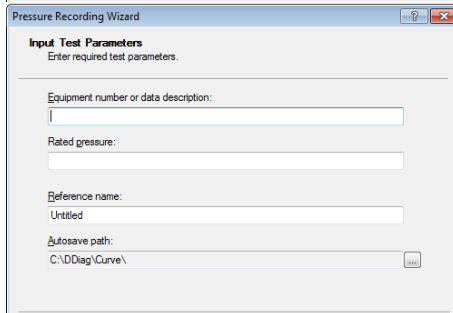 Pressure Recording Wizard
Input Test Parameters
Enter required test parameters.
Equipment number or data description:
Rated pressure:
Reference name:
Untitled
Autosave path:
C:\DDiag\Curve\
...